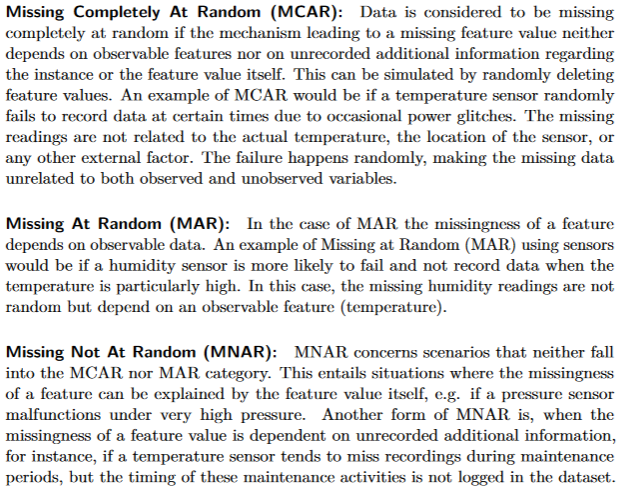 Missing Completely At Random (MCAR): Data is considered to be missing
completely at random if the mechanism leading to a missing feature value neither
depends on observable features nor on unrecorded additional information regarding
the instance or the feature value itself. This can be simulated by randomly deleting
feature values. An example of MCAR would be if a temperature sensor randomly
fails to record data at certain times due to occasional power glitches. The missing
readings are not related to the actual temperature, the location of the sensor, or
any other external factor. The failure happens randomly, making the missing data
unrelated to both observed and unobserved variables.
Missing At Random (MAR): In the case of MAR the missingness of a feature
depends on observable data. An example of Missing at Random (MAR) using sensors
would be if a humidity sensor is more likely to fail and not record data when the
temperature is particularly high. In this case, the missing humidity readings are not
random but depend on an observable feature (temperature).
Missing Not At Random (MNAR): MNAR concerns scenarios that neither fall
into the MCAR nor MAR category. This entails situations where the missingness
of a feature can be explained by the feature value itself, e.g. if a pressure sensor
malfunctions under very high pressure. Another form of MNAR is, when the
missingness of a feature value is dependent on unrecorded additional information,
for instance, if a temperature sensor tends to miss recordings during maintenance
periods, but the timing of these maintenance activities is not logged in the dataset.